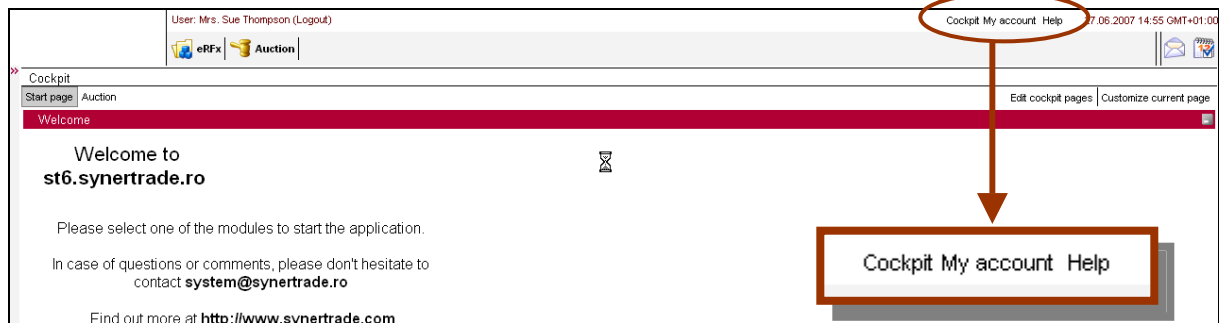 User: Mrs. Sue Thompson (Logout) Cockpit My account Help 27.06.2007 14:55 GMT+01:00
eRFx Auction
»
Cockpit
Start page Auction Edit cockpit pages Customize current page
Welcome
Welcome to
st6.synertrade.ro
Please select one of the modules to start the application.
In case of questions or comments, please don't hesitate to
contact system@synertrade.ro
Find out more at http://www.synertrade.com
Cockpit My account Help